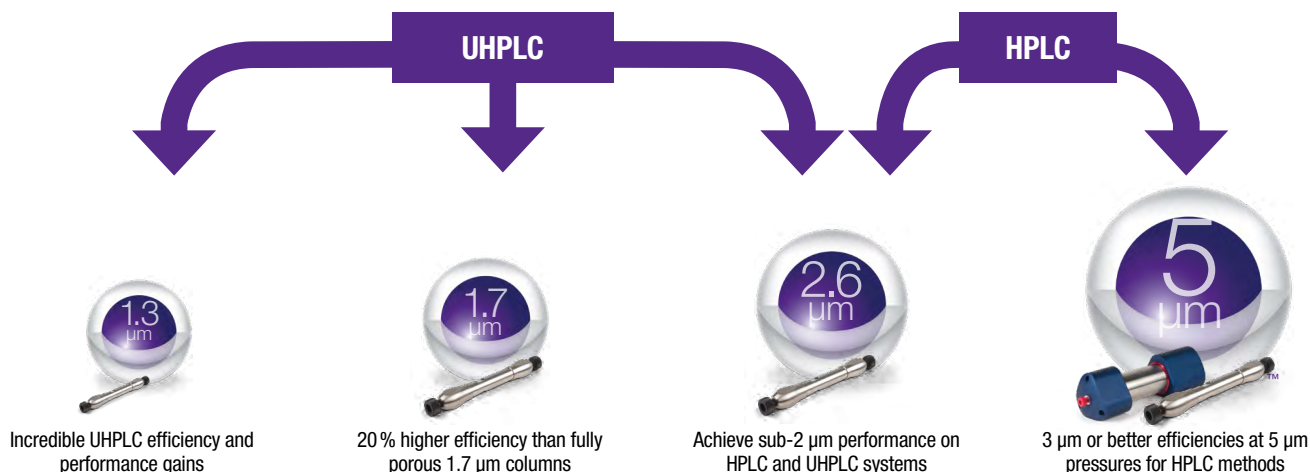 UHPLC
HPLC
1.3
µm
1.7
µm
2.6
µm
5
µm
™
Incredible UHPLC efficiency and
performance gains
20 % higher efficiency than fully
porous 1.7 µm columns
Achieve sub-2 µm performance on
HPLC and UHPLC systems
3 µm or better efficiencies at 5 µm
pressures for HPLC methods